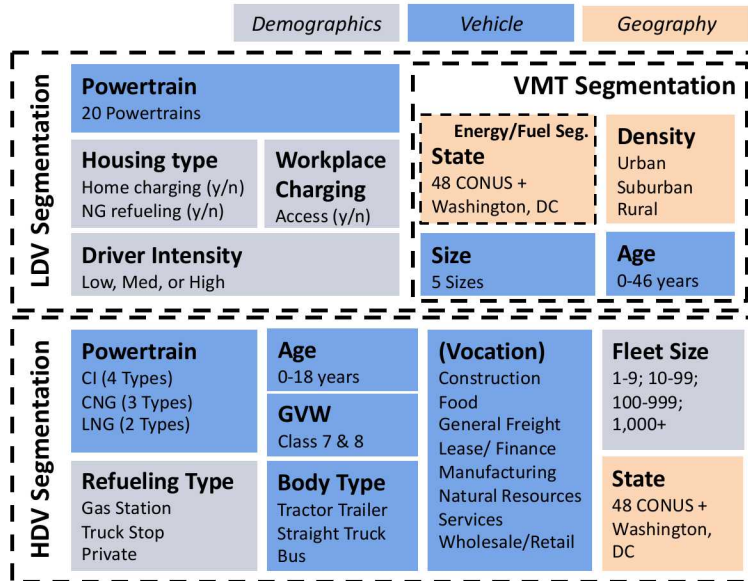 Demographics
Vehicle
Geography
LDV Segmentation
Powertrain
20 Powertrains
Housing type
Home charging (y/n)
NG refueling (y/n)
Workplace
Charging
Access (y/n)
Driver Intensity
Low, Med, or High
VMT Segmentation
Energy/Fuel Seg.
State
48 CONUS +
Washington, DC
Density
Urban
Suburban
Rural
Size
5 Sizes
Age
0-46 years
HDV Segmentation
Powertrain
CI (4 Types)
CNG (3 Types)
LNG (2 Types)
Refueling Type
Gas Station
Truck Stop
Private
Age
0-18 years
GVW
Class 7 & 8
Body Type
Tractor Trailer
Straight Truck
Bus
(Vocation)
Construction
Food
General Freight
Lease/ Finance
Manufacturing
Natural Resources
Services
Wholesale/Retail
Fleet Size
1-9; 10-99;
100-999;
1,000+
State
48 CONUS +
Washington,
DC